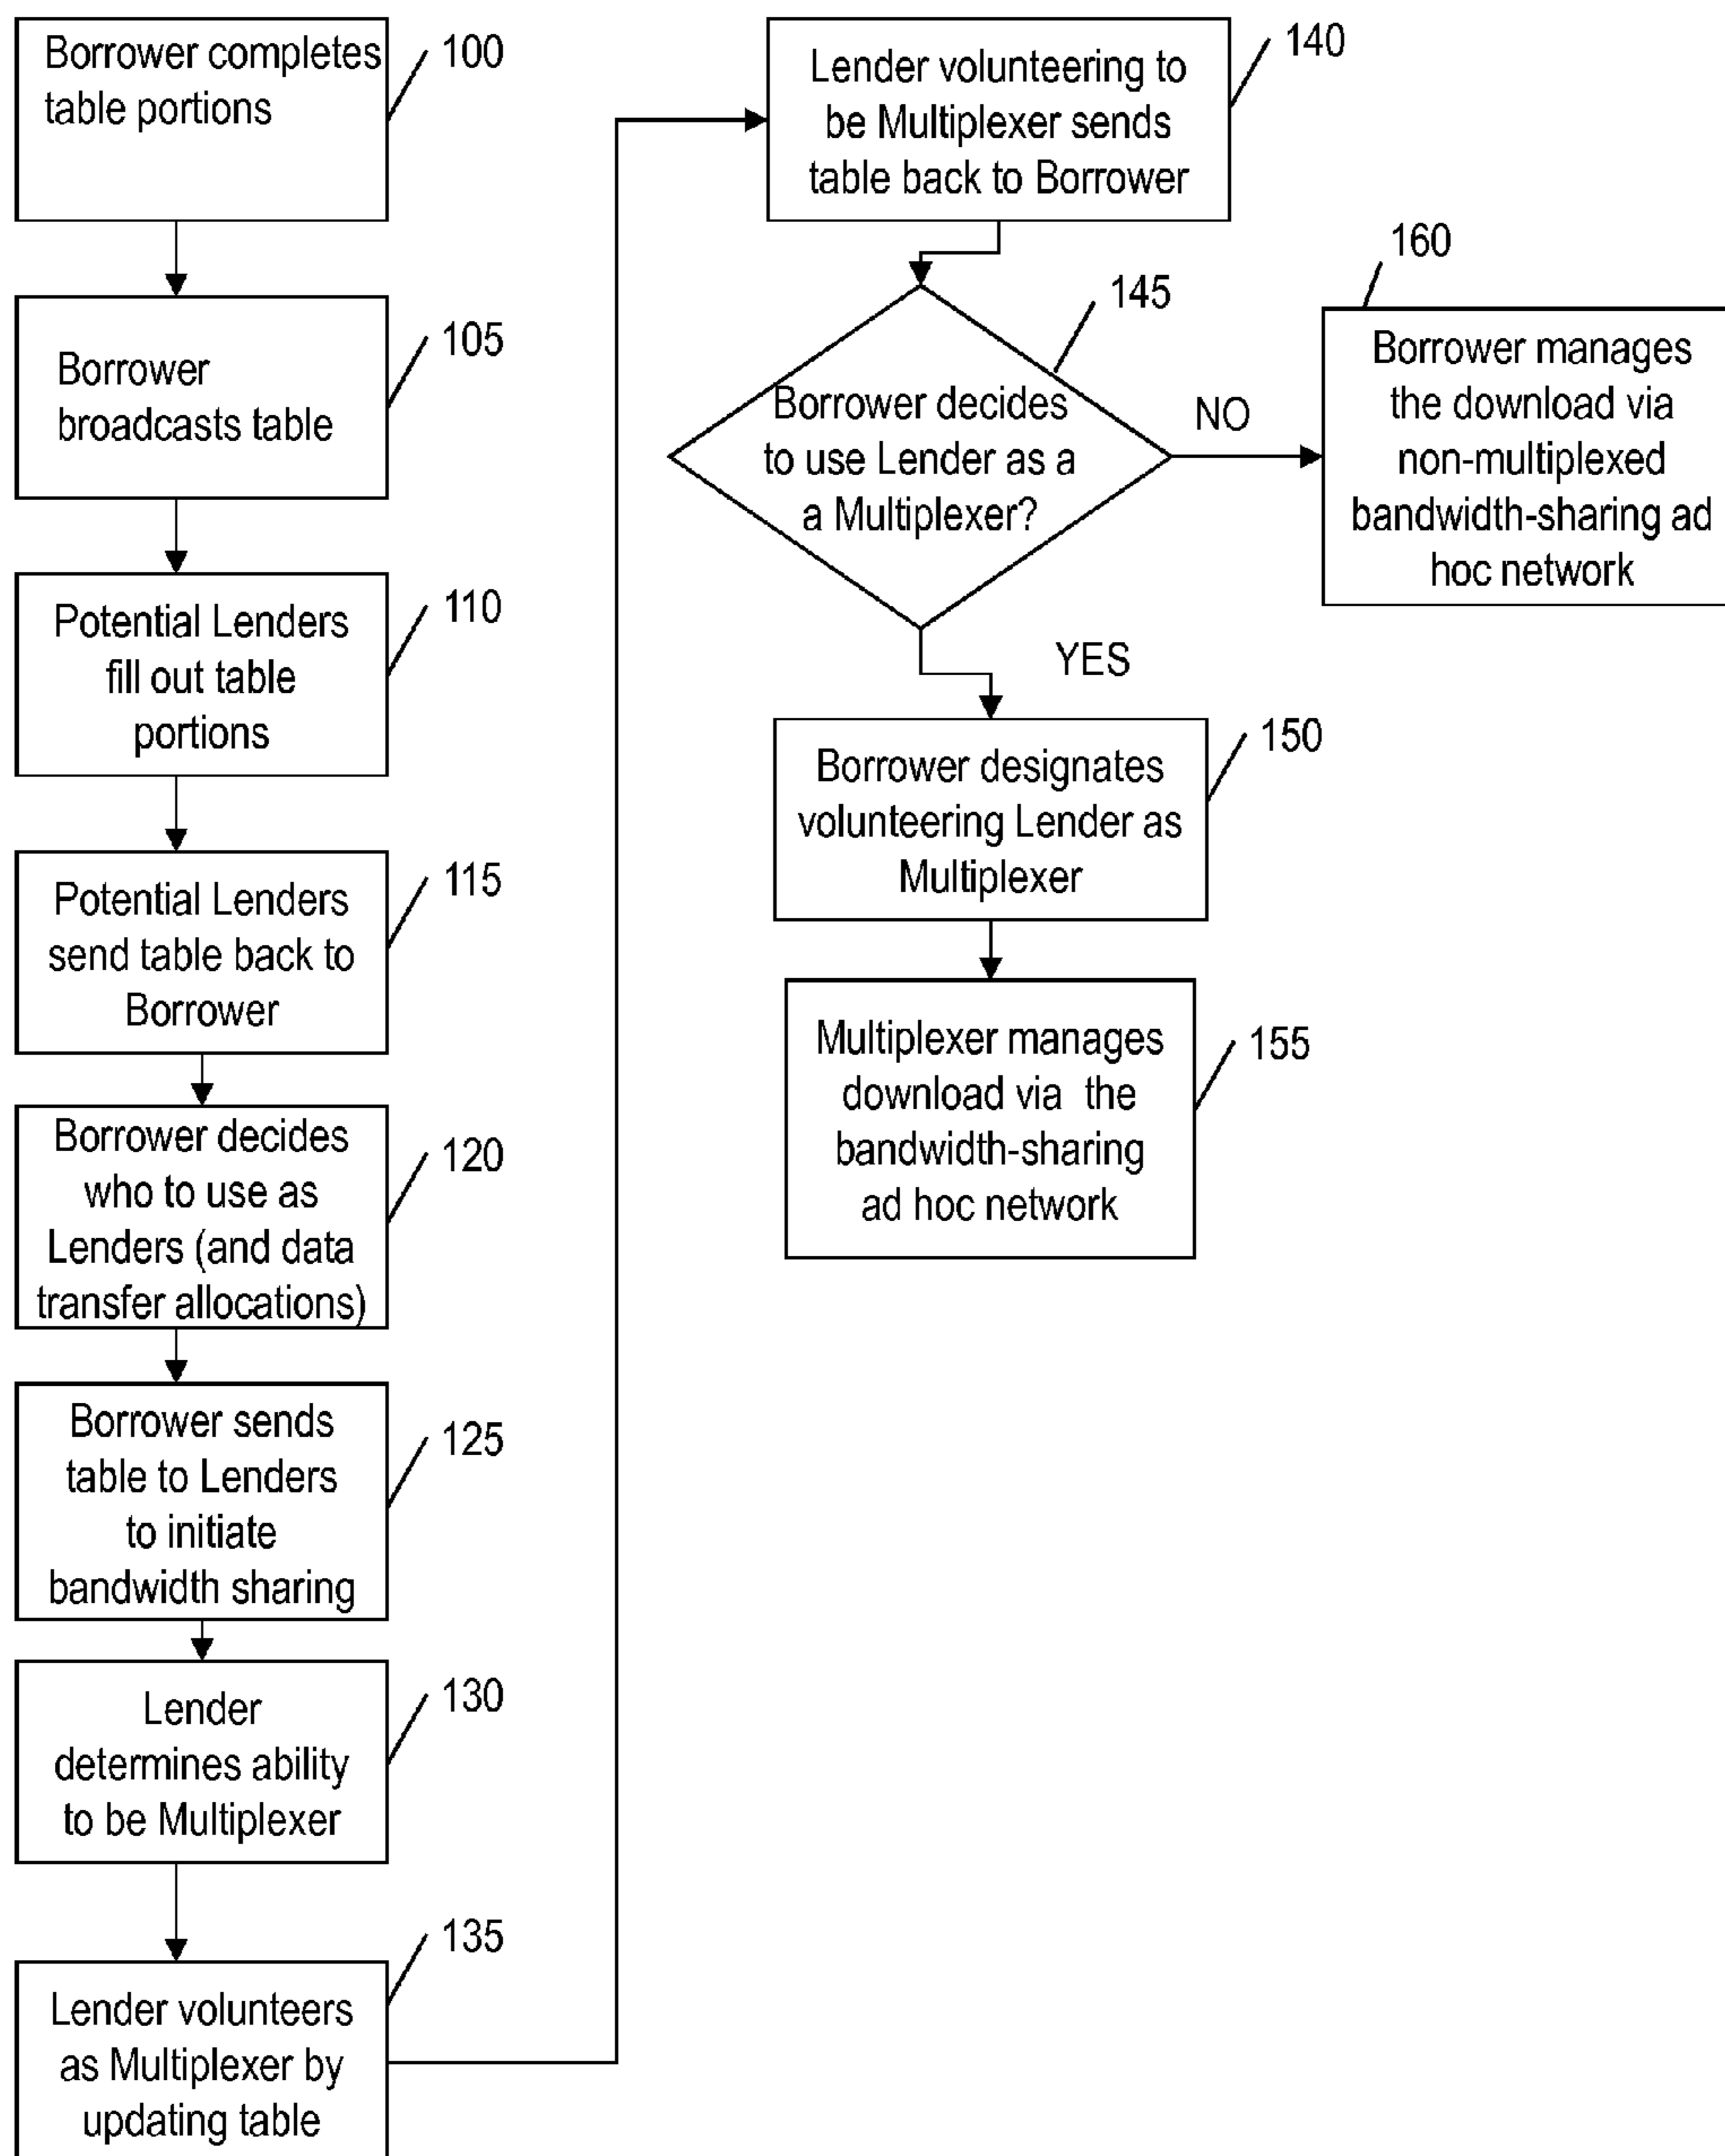 Borrower completes
table portions
100
Borrower
broadcasts table
105
Potential Lenders
fill out table
portions
110
Potential Lenders
send table back to
Borrower
115
Borrower decides
who to use as
Lenders (and data
transfer allocations)
120
Borrower sends
table to Lenders
to initiate
bandwidth sharing
125
Lender
determines ability
to be Multiplexer
130
Lender volunteers
as Multiplexer by
updating table
135
Lender volunteering to
be Multiplexer sends
table back to Borrower
140
Borrower decides
to use Lender as a
a Multiplexer?
145
NO
160
Borrower manages
the download via
non-multiplexed
bandwidth-sharing ad
hoc network
YES
Borrower designates
volunteering Lender as
Multiplexer
150
Multiplexer manages
download via the
bandwidth-sharing
ad hoc network
155